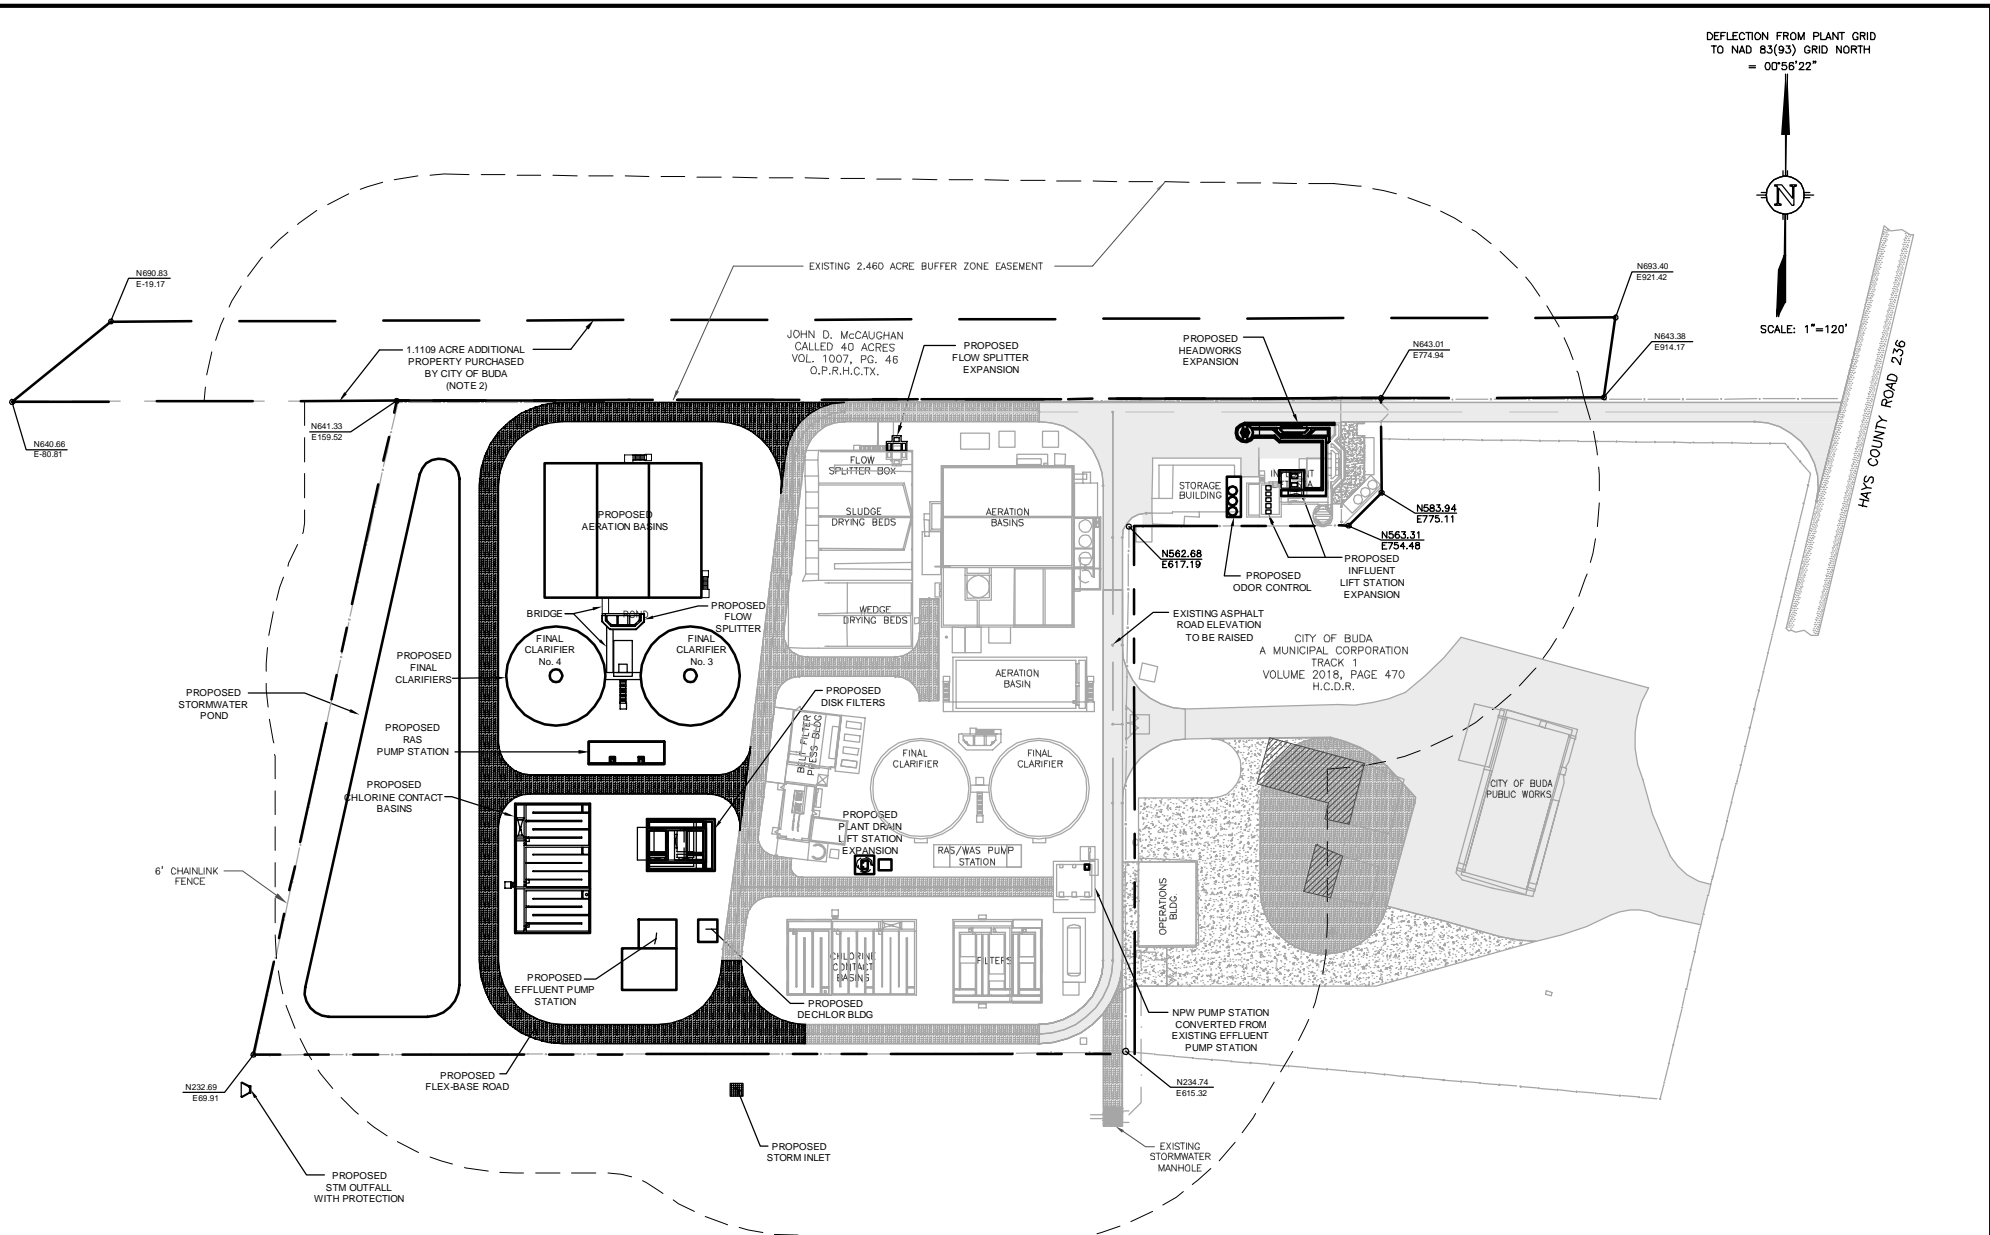 DEFLECTION FROM PLANT GRID
TO NAD 83(93) GRID NORTH
= 00°56'22"
N
SCALE: 1"=120'
HAYS COUNTY ROAD 236
EXISTING 2.460 ACRE BUFFER ZONE EASEMENT
N690.83
E-19.17
N693.40
E921.42
N643.38
E914.17
N643.01
E774.94
N640.66
E-80.81
N641.33
E159.52
1.1109 ACRE ADDITIONAL
PROPERTY PURCHASED
BY CITY OF BUDA
(NOTE 2)
JOHN D. McCAUGHAN
CALLED 40 ACRES
VOL. 1007, PG. 46
O.P.R.H.C.TX.
PROPOSED
FLOW SPLITTER
EXPANSION
PROPOSED
HEADWORKS
EXPANSION
FLOW
SPLITTER BOX
SLUDGE
DRYING BEDS
WEDGE
DRYING BEDS
AERATION
BASINS
STORAGE
BUILDING
N583.94
E775.11
N563.31
E754.48
N562.68
E617.19
PROPOSED
ODOR CONTROL
PROPOSED
INFLUENT
LIFT STATION
EXPANSION
PROPOSED
AERATION BASINS
BRIDGE
POND
PROPOSED
FLOW
SPLITTER
FINAL
CLARIFIER
No. 4
FINAL
CLARIFIER
No. 3
PROPOSED
FINAL
CLARIFIERS
PROPOSED
STORMWATER
POND
PROPOSED
RAS
PUMP STATION
PROPOSED
CHLORINE CONTACT
BASINS
6' CHAINLINK
FENCE
EXISTING ASPHALT
ROAD ELEVATION
TO BE RAISED
CITY OF BUDA
A MUNICIPAL CORPORATION
TRACK 1
VOLUME 2018, PAGE 470
H.C.D.R.
AERATION
BASIN
PROPOSED
DISK FILTERS
BELT FILTER
PRESS BLDG
FINAL
CLARIFIER
FINAL
CLARIFIER
PROPOSED
PLANT DRAIN
LIFT STATION
EXPANSION
RAS/WAS PUMP
STATION
CITY OF BUDA
PUBLIC WORKS
OPERATIONS
BLDG.
CHLORINE
CONTACT
BASINS
FILTERS
PROPOSED
EFFLUENT PUMP
STATION
PROPOSED
DECHLOR BLDG
NPW PUMP STATION
CONVERTED FROM
EXISTING EFFLUENT
PUMP STATION
PROPOSED
FLEX-BASE ROAD
N232.69
E69.91
N234.74
E615.32
PROPOSED
STORM INLET
EXISTING
STORMWATER
MANHOLE
PROPOSED
STM OUTFALL
WITH PROTECTION